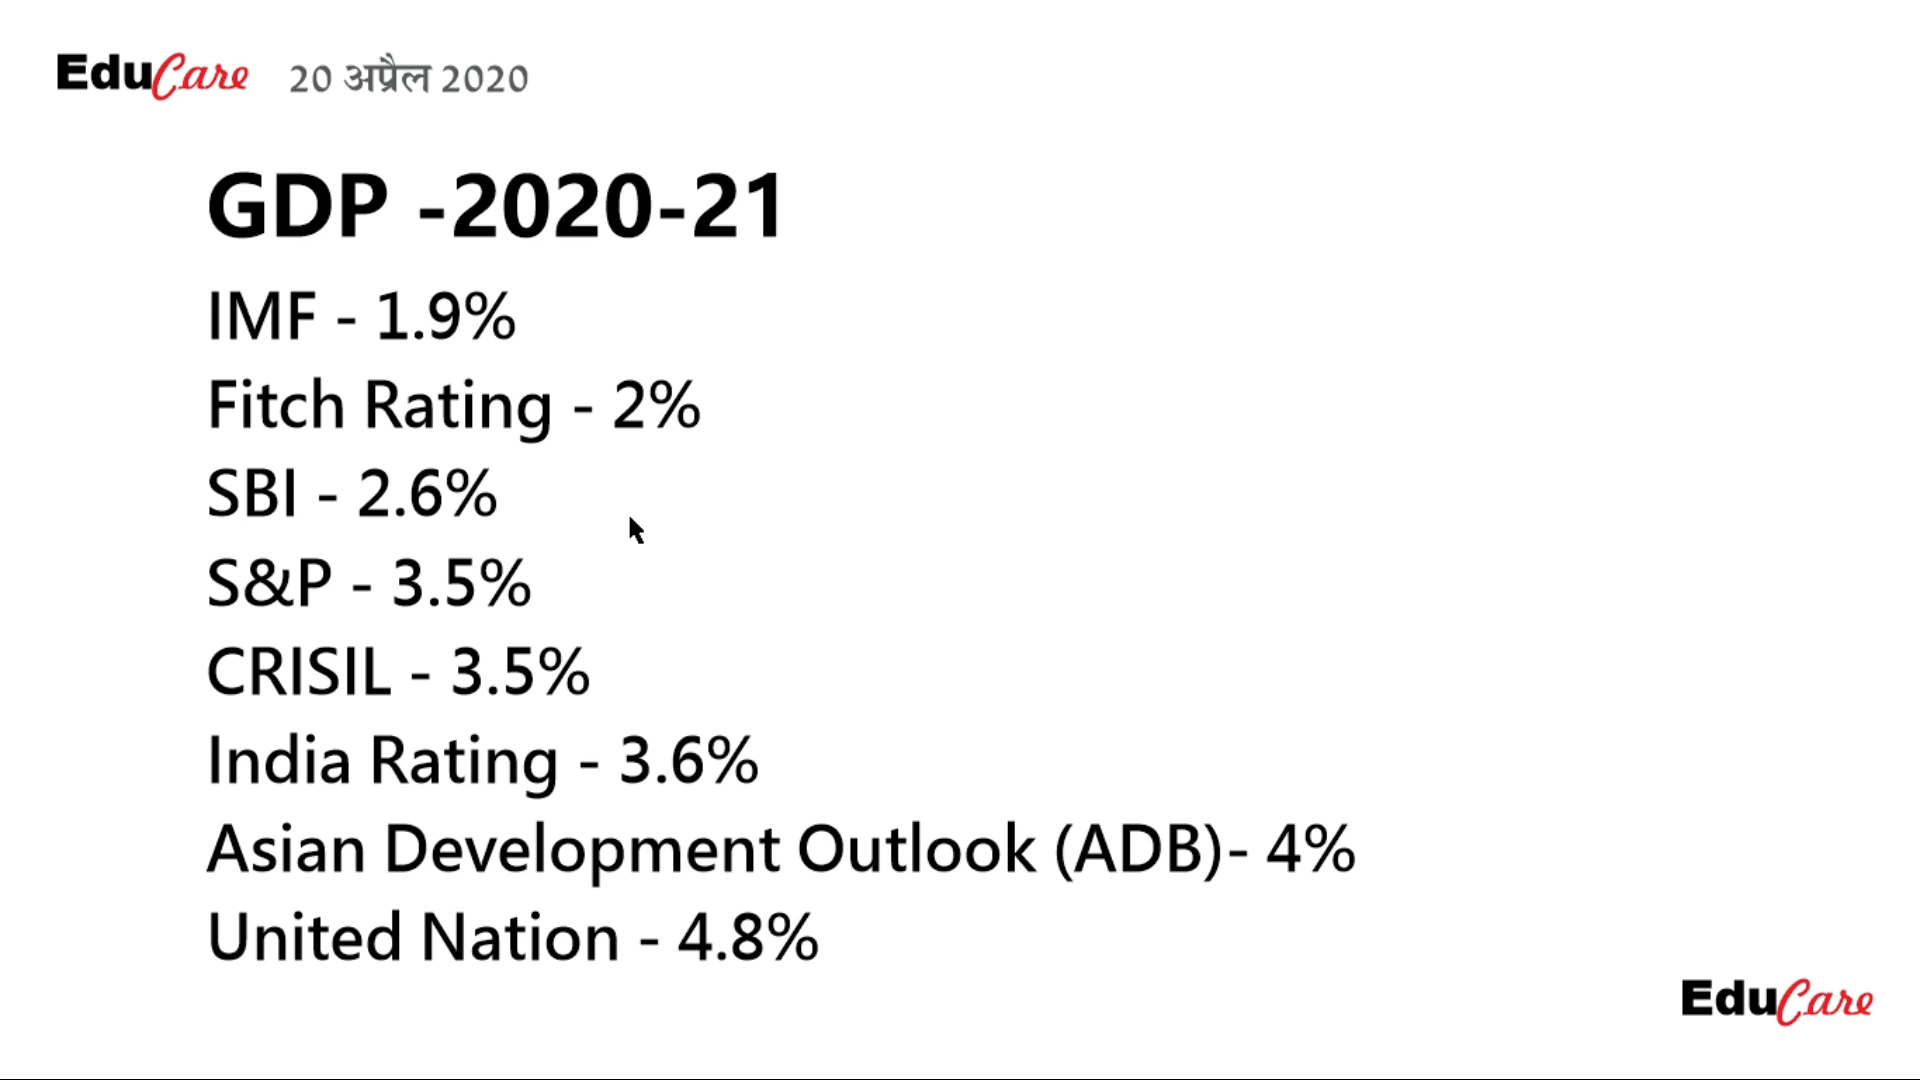 EduCare 20 अप्रैल 2020
GDP -2020-21
IMF - 1.9%
Fitch Rating - 2%
SBI - 2.6%
S&P - 3.5%
CRISIL - 3.5%
India Rating - 3.6%
Asian Development Outlook (ADB)- 4%
United Nation - 4.8%
EduCare